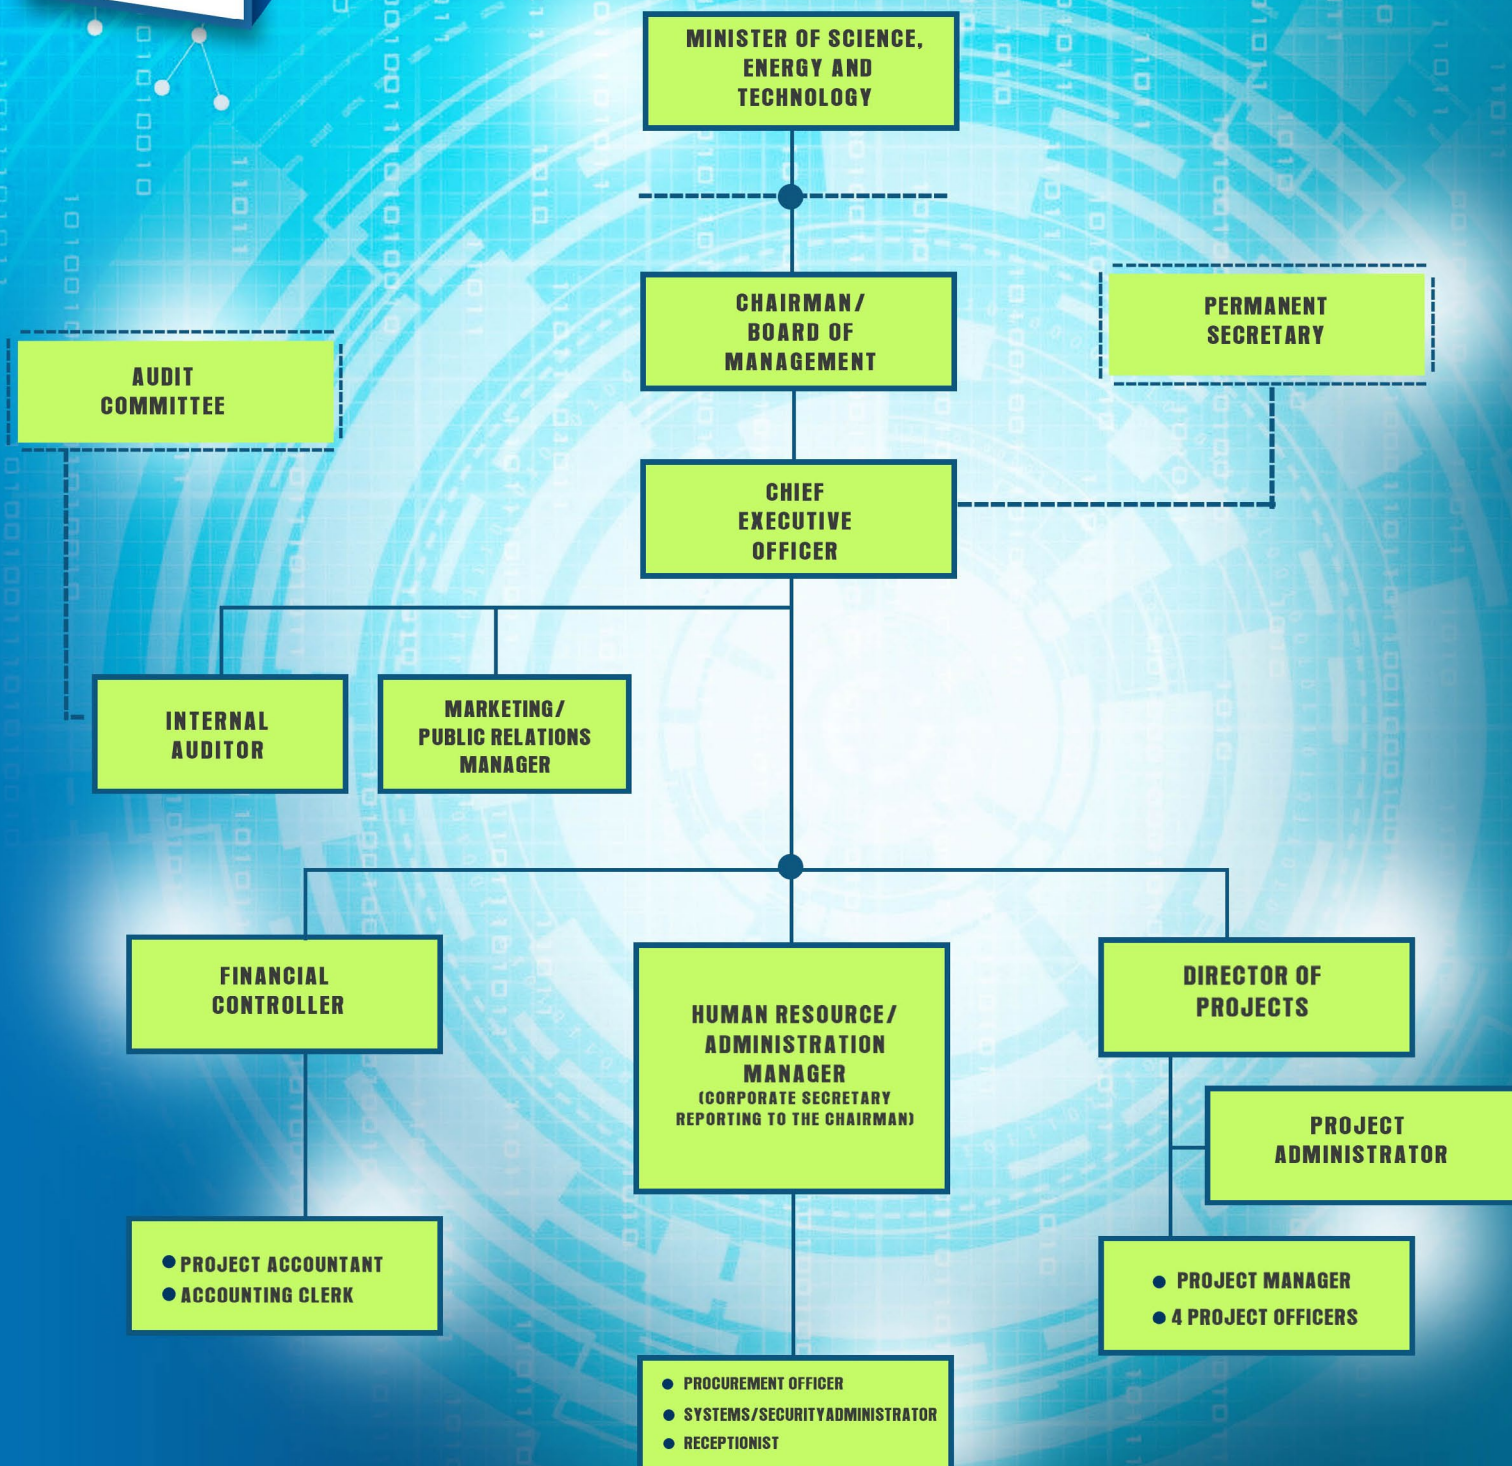 MINISTER OF SCIENCE,
ENERGY AND
TECHNOLOGY
CHAIRMAN/
BOARD OF
MANAGEMENT
PERMANENT
SECRETARY
AUDIT
COMMITTEE
CHIEF
EXECUTIVE
OFFICER
INTERNAL
AUDITOR
MARKETING/
PUBLIC RELATIONS
MANAGER
FINANCIAL
CONTROLLER
HUMAN RESOURCE/
ADMINISTRATION
MANAGER
(CORPORATE SECRETARY
REPORTING TO THE CHAIRMAN)
DIRECTOR OF
PROJECTS
PROJECT
ADMINISTRATOR
PROJECT ACCOUNTANT
ACCOUNTING CLERK
PROJECT MANAGER
4 PROJECT OFFICERS
PROCUREMENT OFFICER
SYSTEMS/SECURITYADMINISTRATOR
RECEPTIONIST